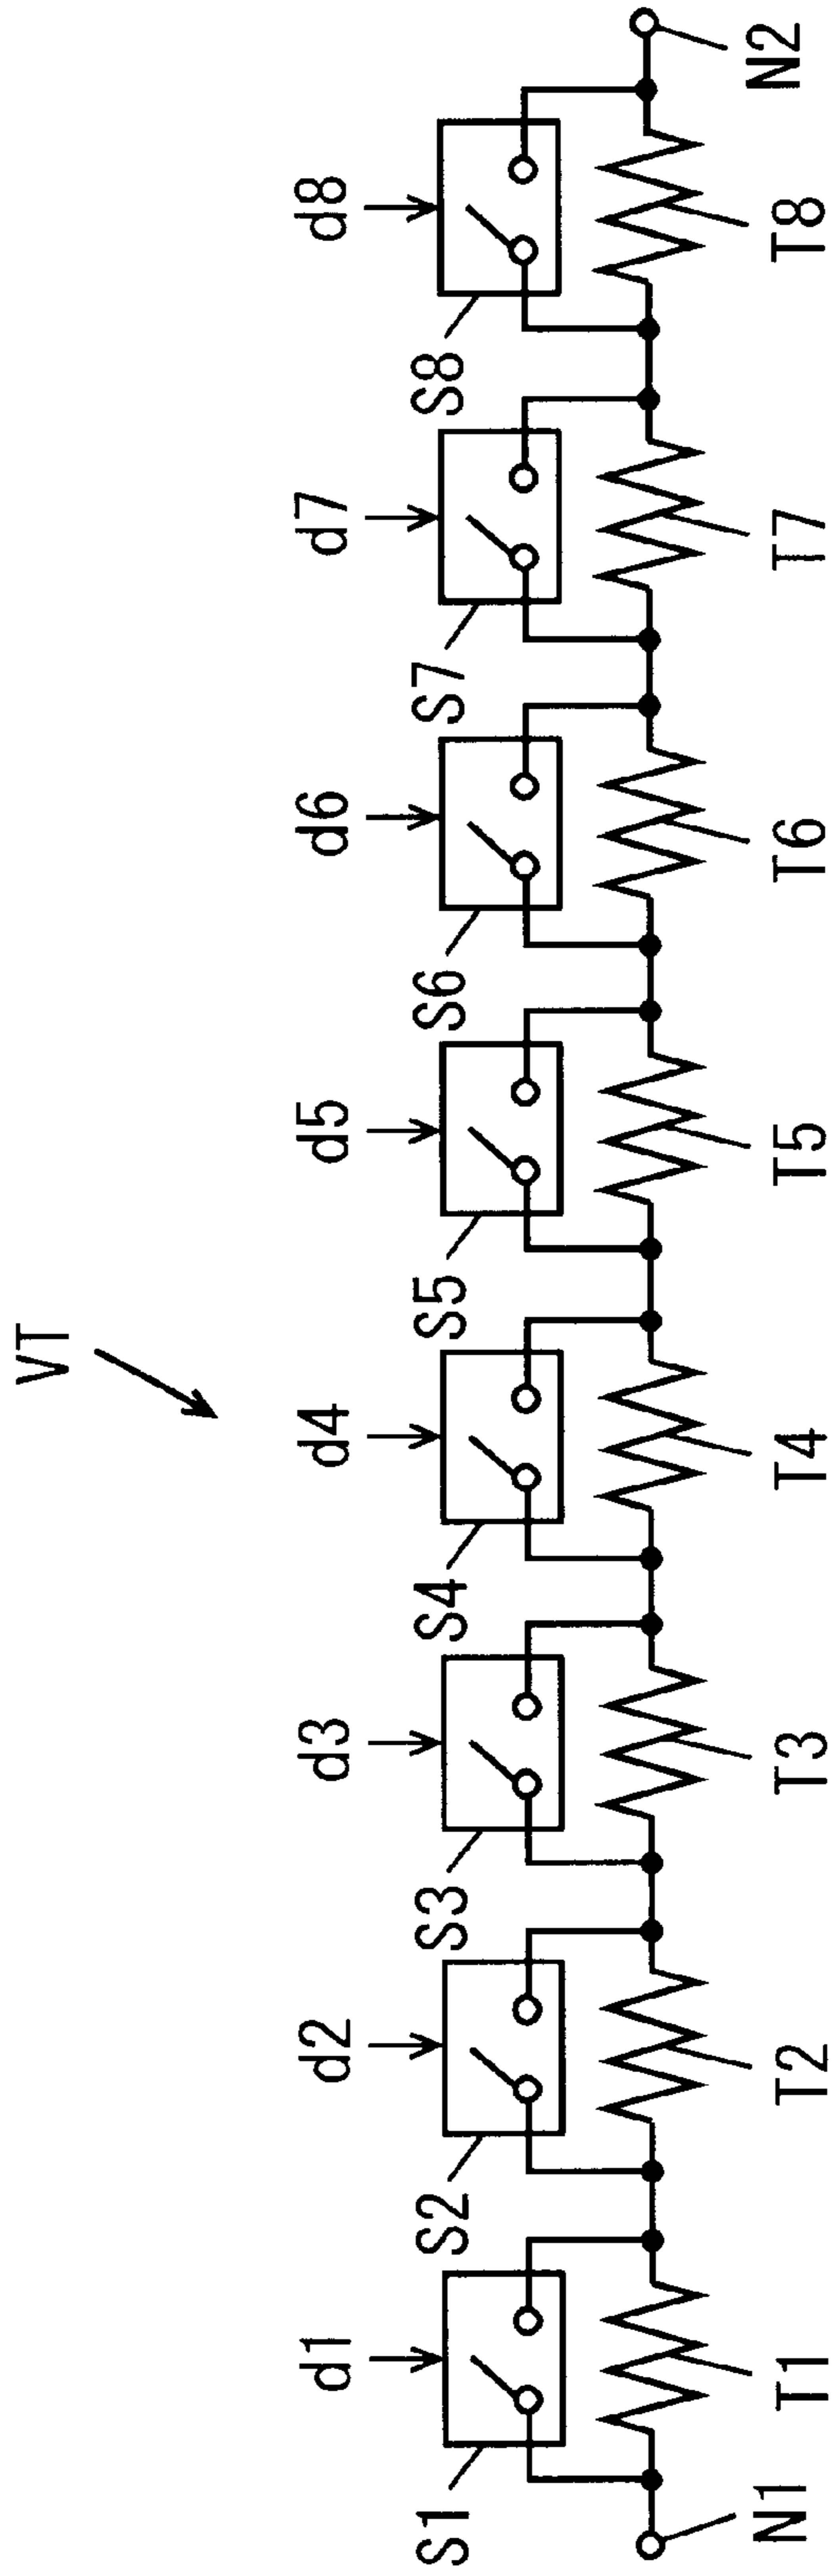 VT
d1 d2 d3 d4 d5 d6 d7 d8
S1 S2 S3 S4 S5 S6 S7 S8
N1 T1 T2 T3 T4 T5 T6 T7 T8 N2